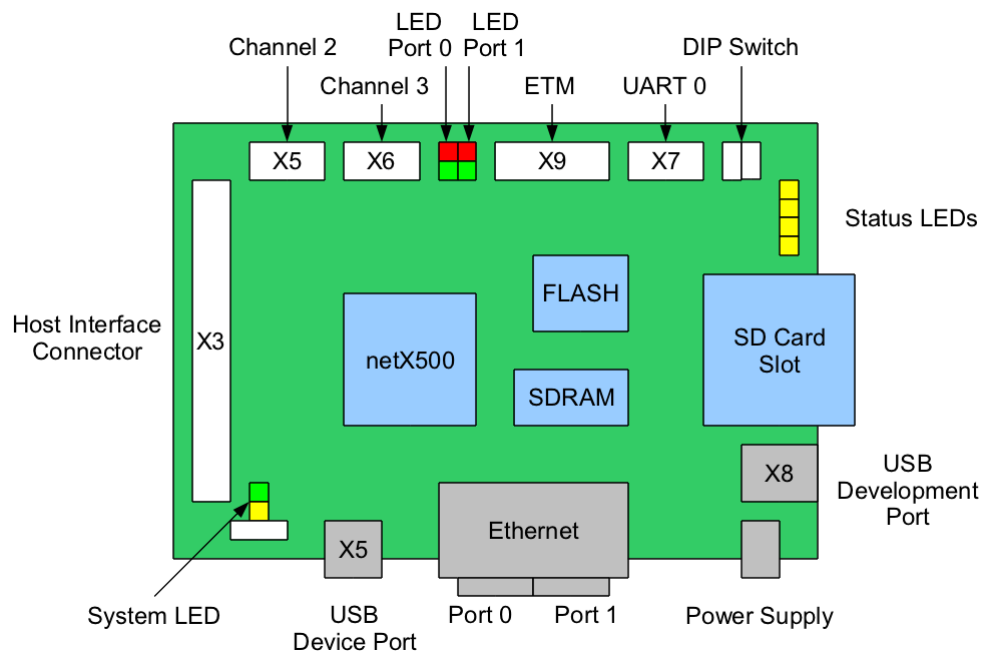 LED
Port 0
LED
Port 1
Channel 2
DIP Switch
Channel 3
ETM
UART 0
X5
X6
X9
X7
Status LEDs
FLASH
Host Interface
Connector
X3
netX500
SD Card
Slot
SDRAM
X8
USB
Development
Port
Ethernet
X5
System LED
USB
Device Port
Port 0
Port 1
Power Supply